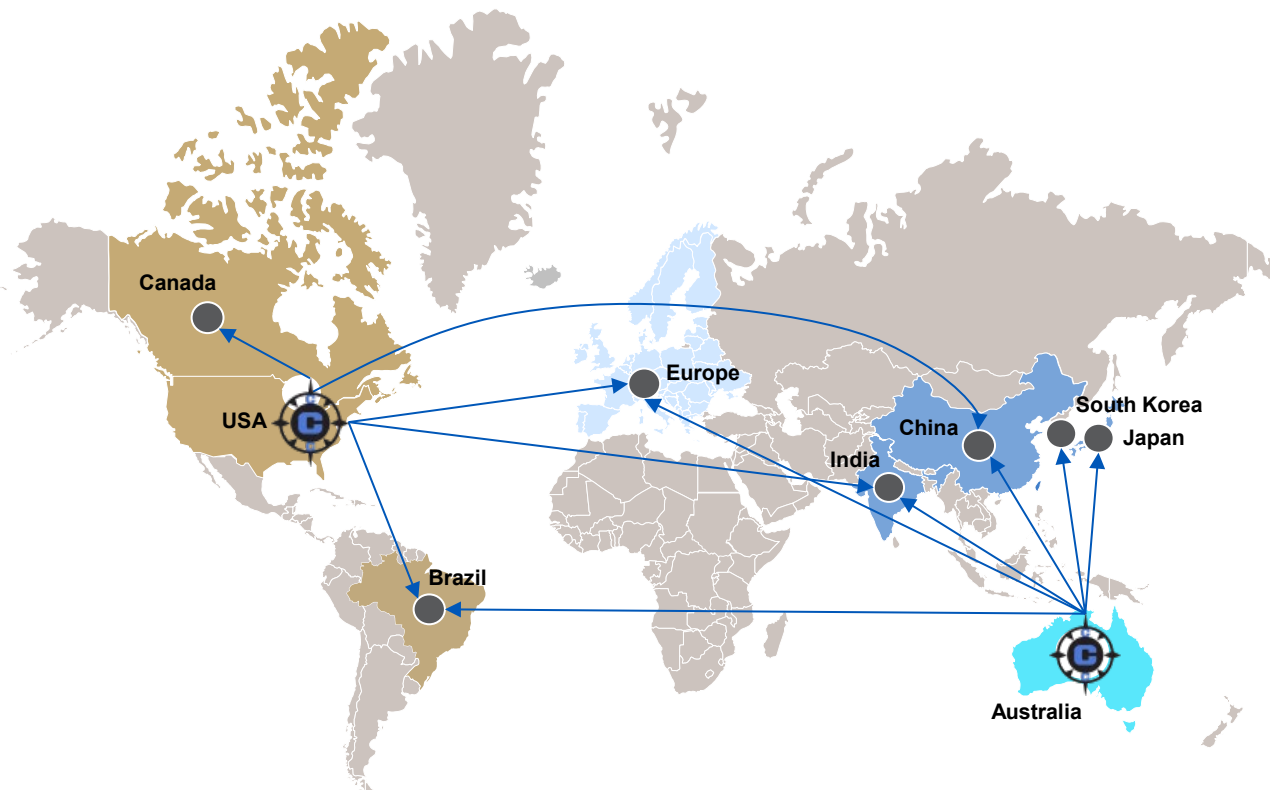 Canada
Europe
South Korea
USA
China
Japan
India
Brazil
Australia
C
C
C
C
C
C